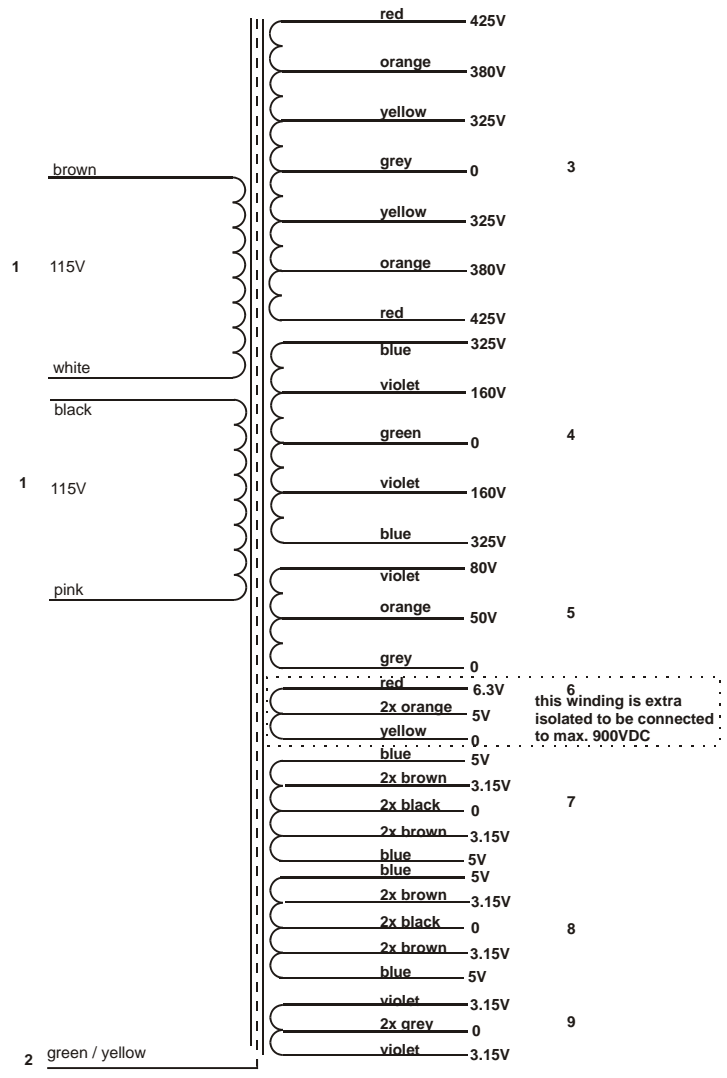 red 425V
orange 380V
yellow 325V
brown
grey 0 3
yellow 325V
1 115V
orange 380V
red 425V
325V
blue
white
violet 160V
black
green 0 4
1 115V
violet 160V
blue 325V
80V
violet
pink
orange 50V 5
grey 0
red 6.3V 6
this winding is extra
2x orange 5V isolated to be connected
yellow 0 to max. 900VDC
blue 5V
2x brown 3.15V
7
2x black 0
2x brown 3.15V
blue 5V
blue 5V
2x brown 3.15V
2x black 0 8
2x brown 3.15V
blue 5V
violet 3.15V
2x grey 0 9
violet 3.15V
2 green / yellow